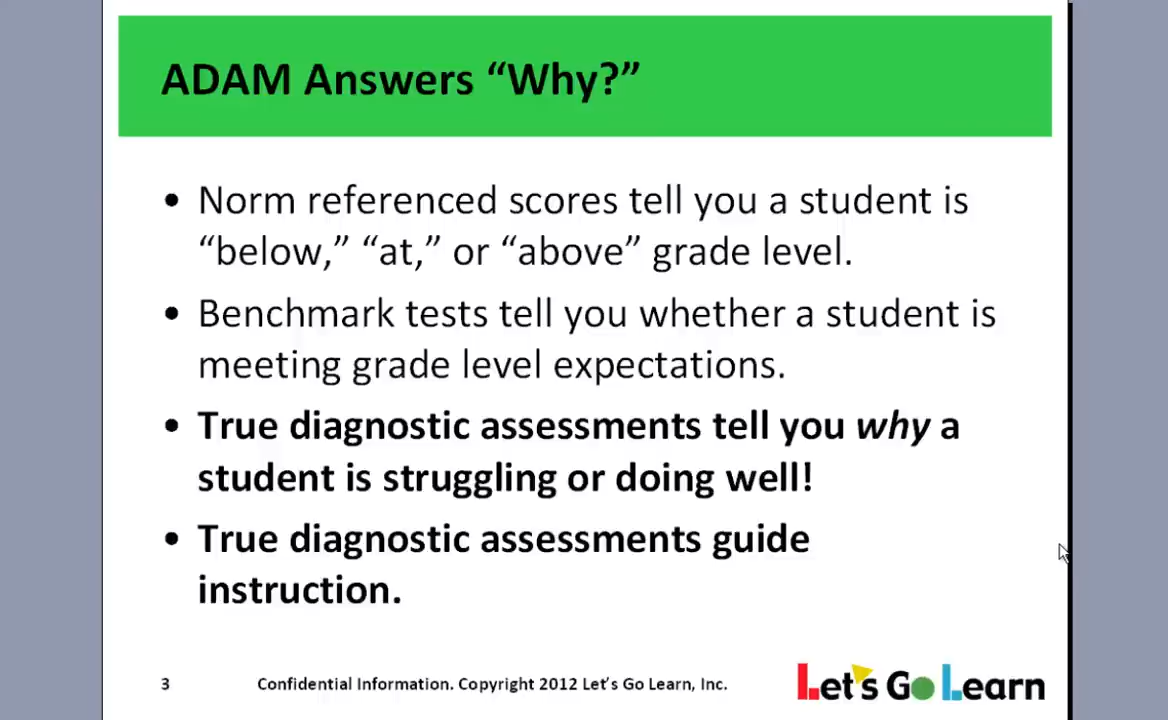 ADAM Answers “Why?”
• Norm referenced scores tell you a student is
“below,” “at,” or “above” grade level.
• Benchmark tests tell you whether a student is
meeting grade level expectations.
• True diagnostic assessments tell you why a
student is struggling or doing well!
• True diagnostic assessments guide
instruction.
3 Confidential Information. Copyright 2012 Let’s Go Learn, Inc.
Let's Go Learn